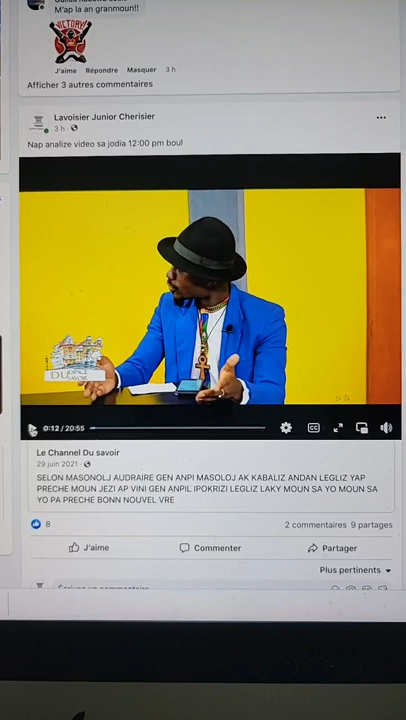 M'ap la an granmoun!!
VICTORY!
J'aime Répondre Masquer 3 h
Afficher 3 autres commentaires
Lavoisier Junior Cherisier
3 h
Nap analize video sa jodia 12:00 pm boul
0:12 / 20:55
CC
Le Channel Du savoir
29 juin 2021
SELON MASONOLJ AUDRAIRE GEN ANPI MASOLOJ AK KABALIZ ANDAN LEGLIZ YAP
PRECHE MOUN JEZI AP VINI GEN ANPIL IPOKRIZI LEGLIZ LAKY MOUN SA YO MOUN SA
YO PA PRECHE BONN NOUVEL VRE
8
2 commentaires 9 partages
J'aime Commenter Partager
Plus pertinents